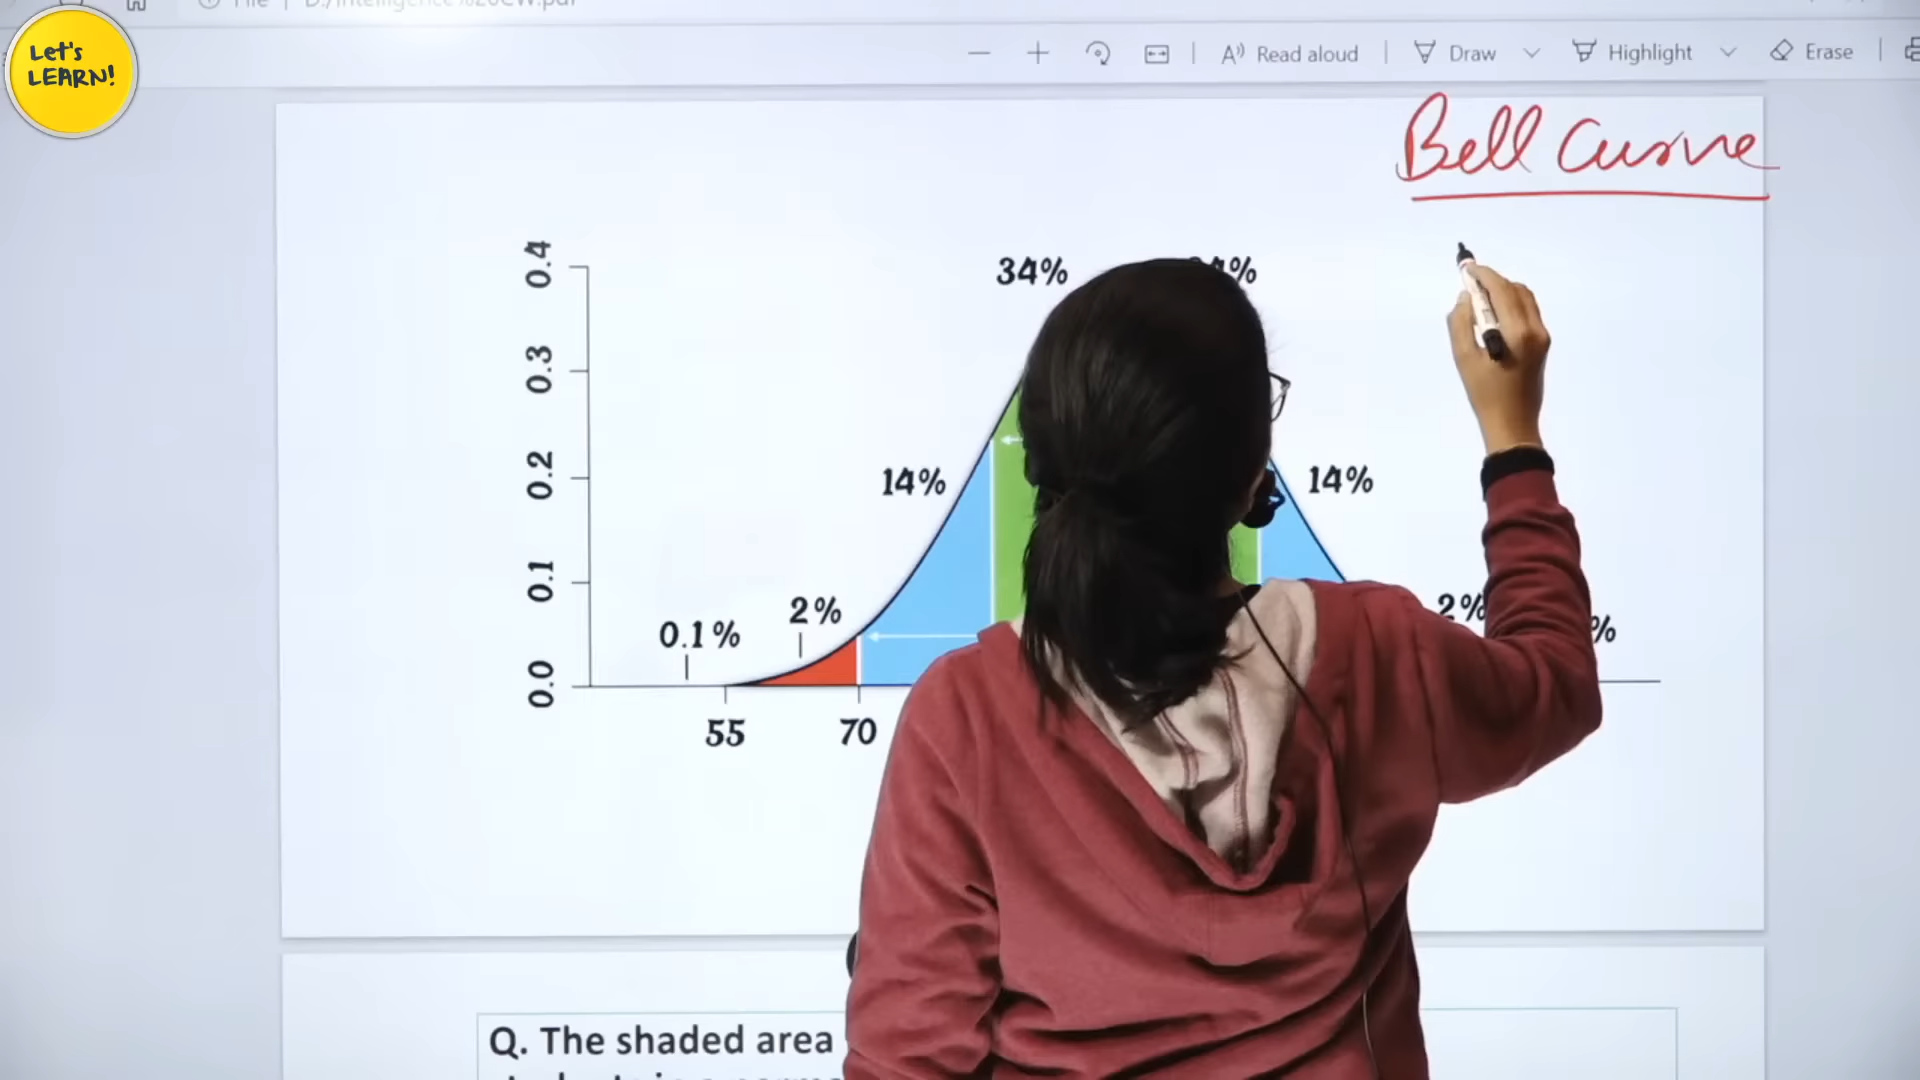 Let's
LEARN!
Read aloud
Draw
Highlight
Erase
Bell Curve
0.4
34%
0.3
0.2
14%
14%
0.1
2%
2%
0.1%
%
0.0
55
70
Q. The shaded area